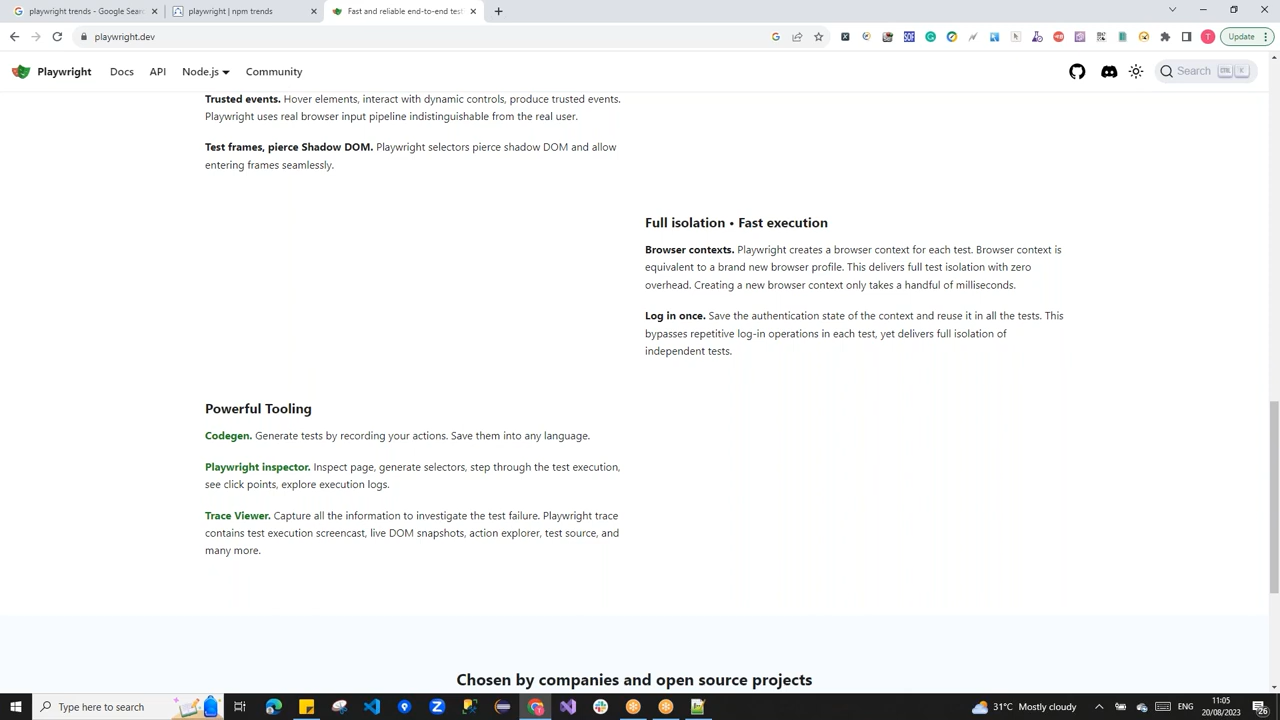 playwright trends - Google Sear
playwright | npm trends
Fast and reliable end-to-end test
playwright.dev
Update
Playwright
Docs
API
Node.js
Community
Search
CTRL
K
Trusted events. Hover elements, interact with dynamic controls, produce trusted events.
Playwright uses real browser input pipeline indistinguishable from the real user.
Test frames, pierce Shadow DOM. Playwright selectors pierce shadow DOM and allow
entering frames seamlessly.
Full isolation • Fast execution
Browser contexts. Playwright creates a browser context for each test. Browser context is
equivalent to a brand new browser profile. This delivers full test isolation with zero
overhead. Creating a new browser context only takes a handful of milliseconds.
Log in once. Save the authentication state of the context and reuse it in all the tests. This
bypasses repetitive log-in operations in each test, yet delivers full isolation of
independent tests.
Powerful Tooling
Codegen. Generate tests by recording your actions. Save them into any language.
Playwright inspector. Inspect page, generate selectors, step through the test execution,
see click points, explore execution logs.
Trace Viewer. Capture all the information to investigate the test failure. Playwright trace
contains test execution screencast, live DOM snapshots, action explorer, test source, and
many more.
Chosen by companies and open source projects
Type here to search
31°C Mostly cloudy
ENG
11:05
20/08/2023
26